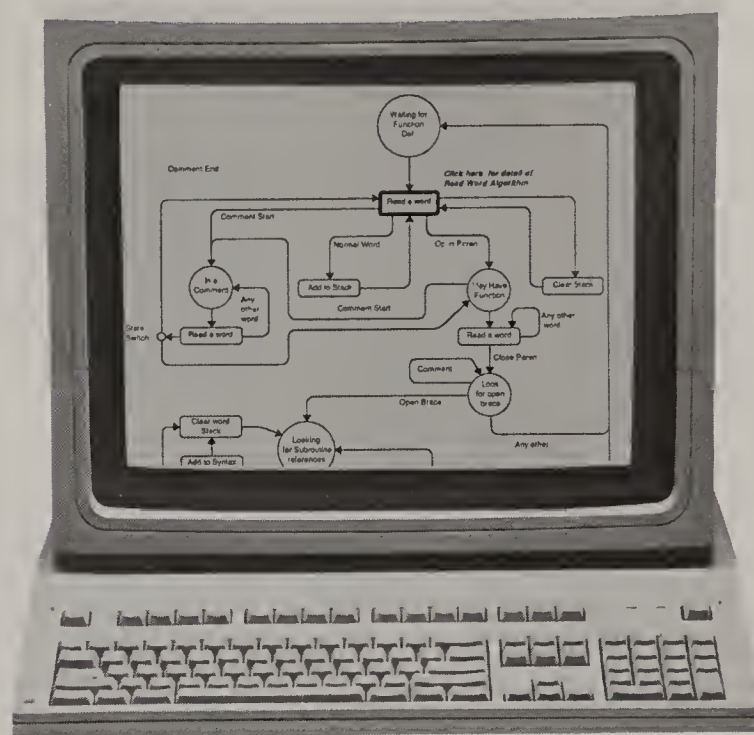 Waiting for
Function
Def
Comment End
Click here for detail of
Read Word Algorithm
Read a word
Comment Start
Normal Word
Open Paren
In a
Comment
Any
other
word
Add to Stack
May Have
Function
Clear Stack
Comment Start
State
Switch
Read a word
Read a word
Any other
word
Close Paren
Comment
Look
for open
brace
Open Brace
Any other
Clear word
Stack
Looking
for Subroutine
references
Add to Syntax